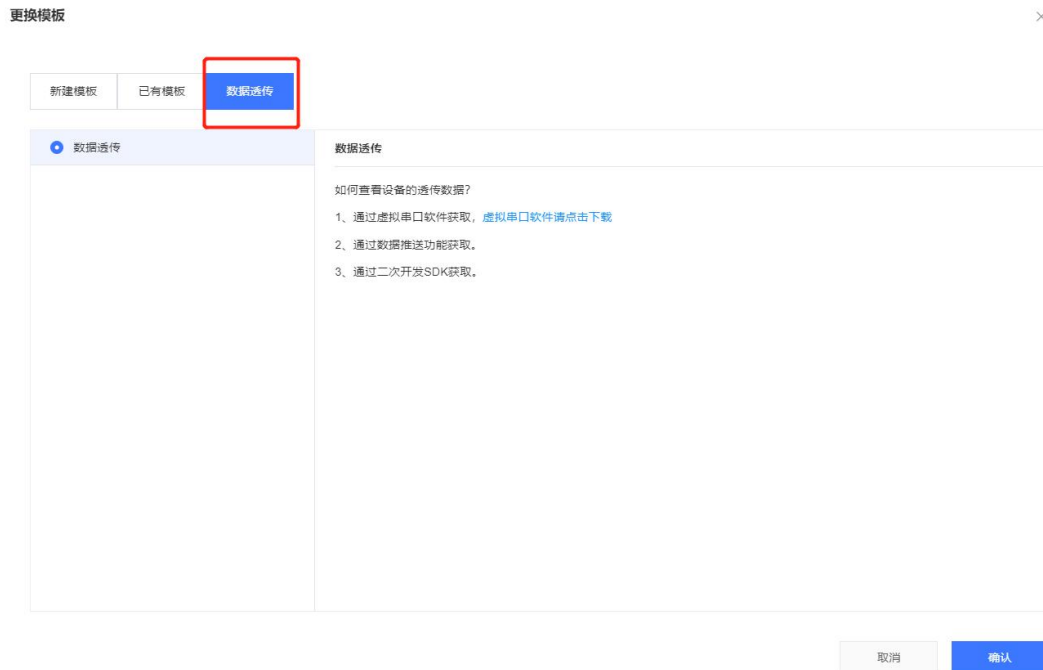 更换模板
新建模板 已有模板 数据透传
数据透传
数据透传
如何查看设备的透传数据?
1、通过虚拟串口软件获取，虚拟串口软件请点击下载
2、通过数据推送功能获取。
3、通过二次开发SDK获取。
取消 确认